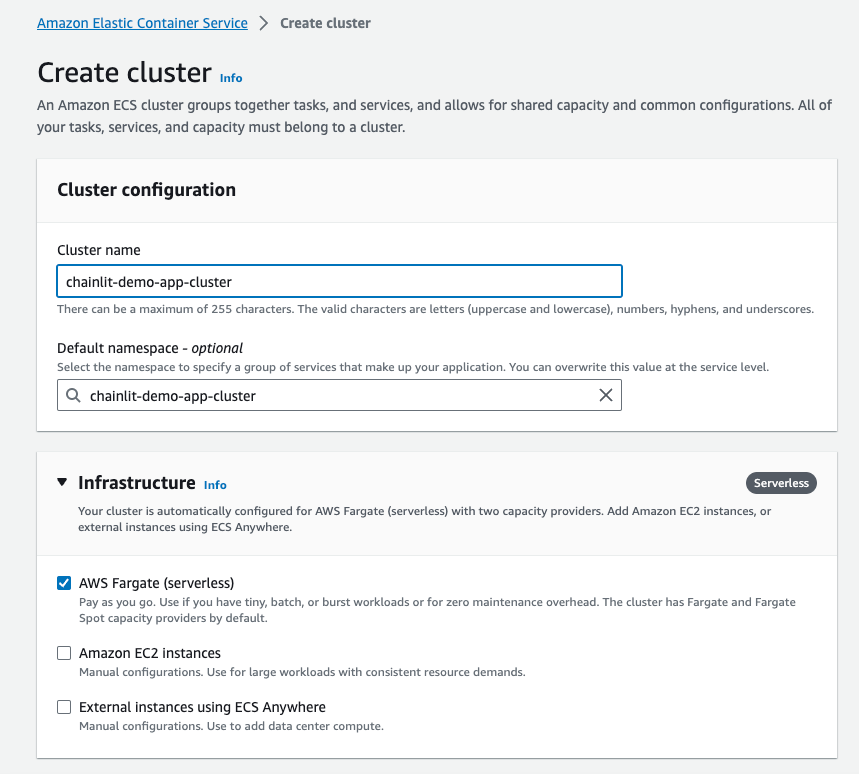 Amazon Elastic Container Service > Create cluster
Create cluster Info
An Amazon ECS cluster groups together tasks, and services, and allows for shared capacity and common configurations. All of
your tasks, services, and capacity must belong to a cluster.
Cluster configuration
Cluster name
chainlit-demo-app-cluster
There can be a maximum of 255 characters. The valid characters are letters (uppercase and lowercase), numbers, hyphens, and underscores.
Default namespace - optional
Select the namespace to specify a group of services that make up your application. You can overwrite this value at the service level.
chainlit-demo-app-cluster
Infrastructure Info Serverless
Your cluster is automatically configured for AWS Fargate (serverless) with two capacity providers. Add Amazon EC2 instances, or
external instances using ECS Anywhere.
AWS Fargate (serverless)
Pay as you go. Use if you have tiny, batch, or burst workloads or for zero maintenance overhead. The cluster has Fargate and Fargate
Spot capacity providers by default.
Amazon EC2 instances
Manual configurations. Use for large workloads with consistent resource demands.
External instances using ECS Anywhere
Manual configurations. Use to add data center compute.